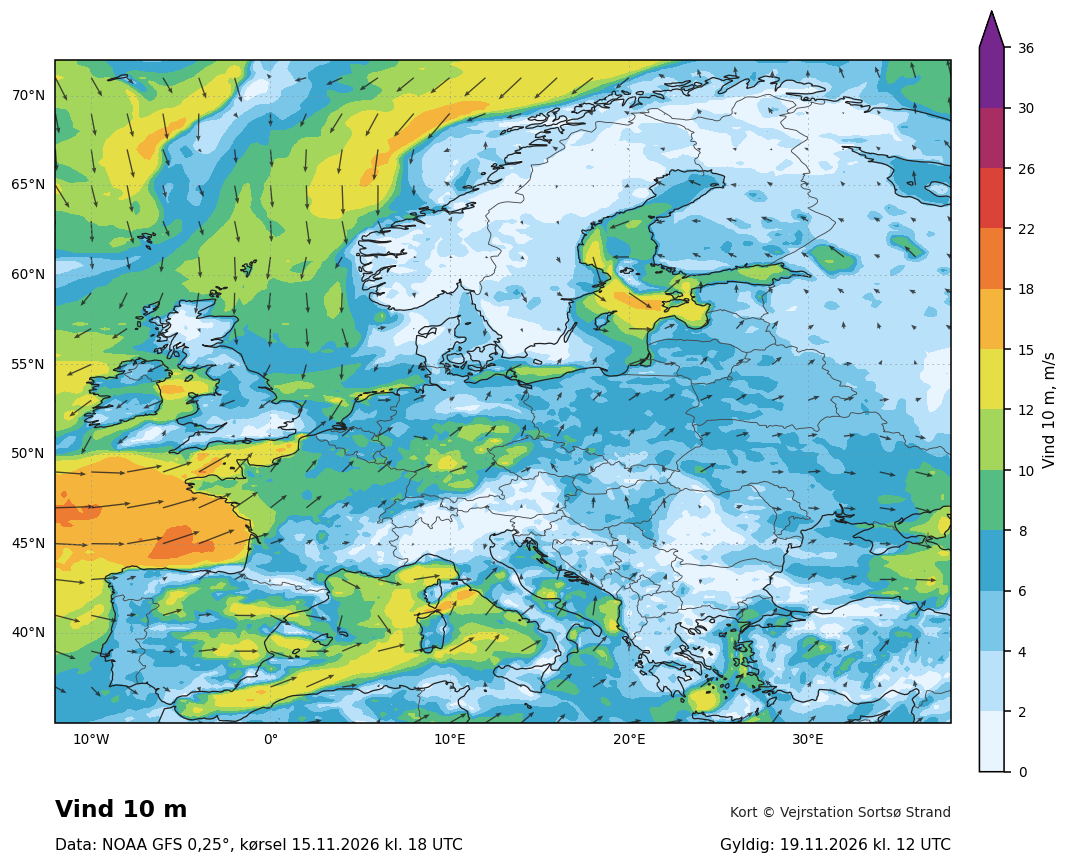 70°N
65°N
60°N
55°N
50°N
45°N
40°N
10°W
0°
10°E
20°E
30°E
36
30
26
22
18
15
12
10
8
6
4
2
0
Vind 10 m, m/s
Vind 10 m
Kort © Vejrstation Sortsø Strand
Data: NOAA GFS 0,25°, kørsel 15.11.2026 kl. 18 UTC
Gyldig: 19.11.2026 kl. 12 UTC